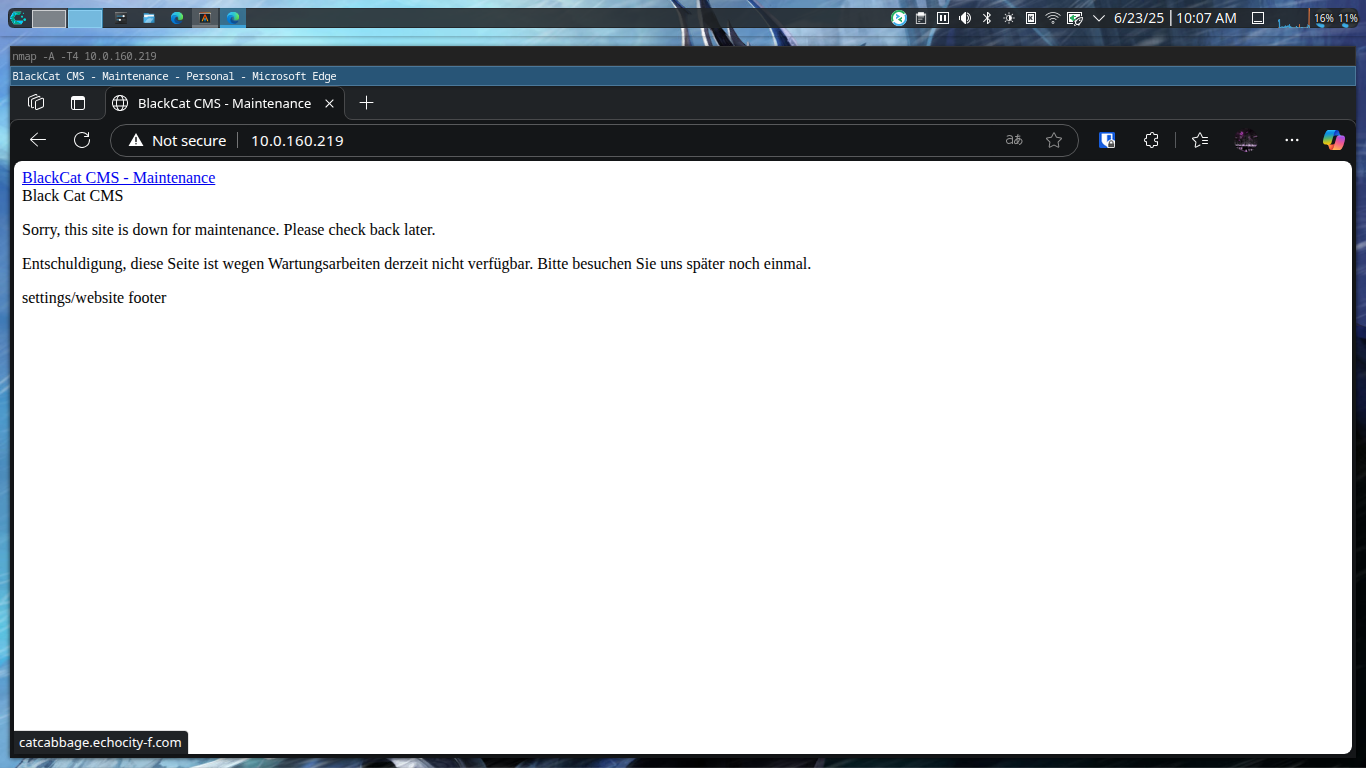 6/23/25 10:07 AM
16% 11%
nmap -A -T4 10.0.160.219
BlackCat CMS - Maintenance - Personal - Microsoft Edge
BlackCat CMS - Maintenance
Not secure 10.0.160.219 aあ
BlackCat CMS - Maintenance
Black Cat CMS
Sorry, this site is down for maintenance. Please check back later.
Entschuldigung, diese Seite ist wegen Wartungsarbeiten derzeit nicht verfügbar. Bitte besuchen Sie uns später noch einmal.
settings/website footer
catcabbage.echocity-f.com